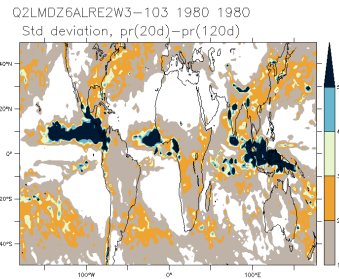 Q2LMDZ6ALRE2W3-103 1980 1980
Std deviation, pr(20d)-pr(120d)
40°N
20°N
0°
20°S
40°S
100°W
0°
100°E
5
4
3
2
1